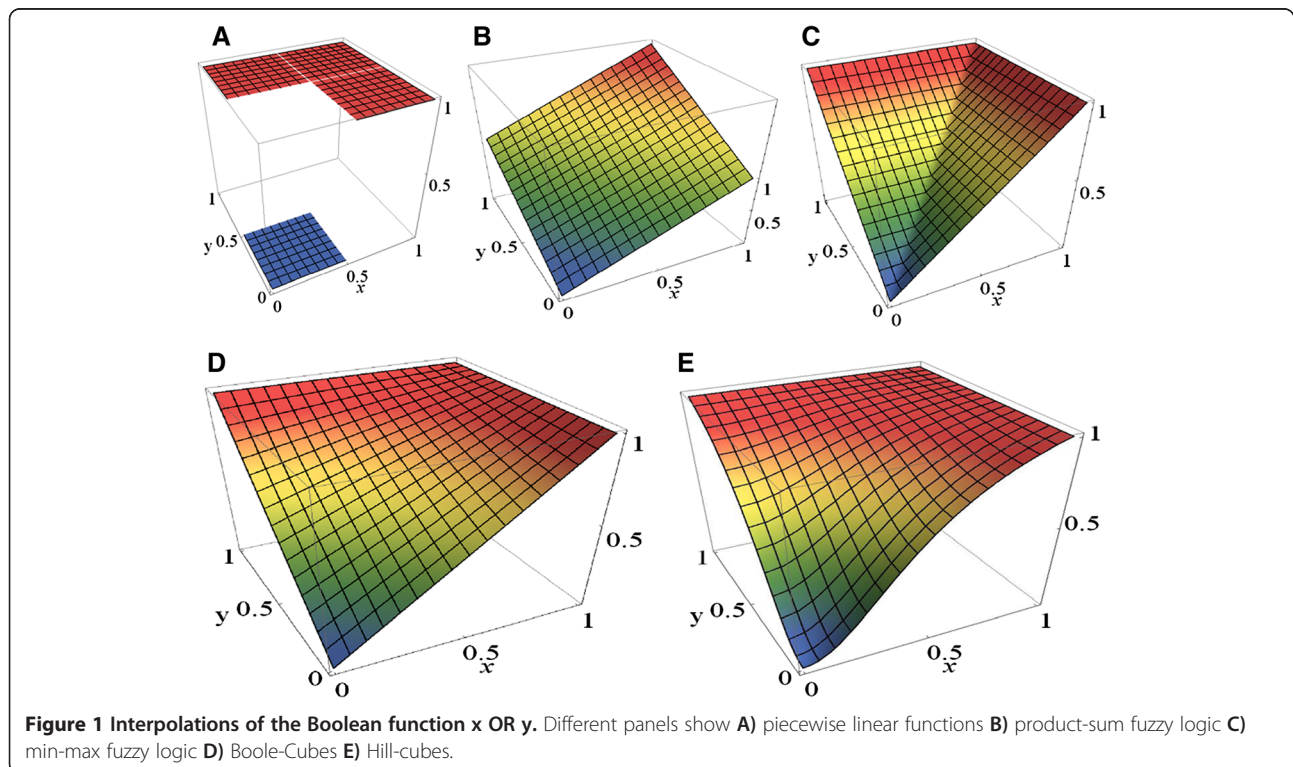 A
B
C
1
0.5
1
y 0.5
0
0
0.5
x
1
1
0.5
1
y 0.5
0
0
0.5
x
1
1
0.5
1
y 0.5
0
0
0.5
x
1
D
E
1
0.5
1
y 0.5
0
0
0.5
x
1
1
0.5
1
y 0.5
0
0
0.5
x
1
Figure 1 Interpolations of the Boolean function x OR y. Different panels show A) piecewise linear functions B) product-sum fuzzy logic C)
min-max fuzzy logic D) Boole-Cubes E) Hill-cubes.